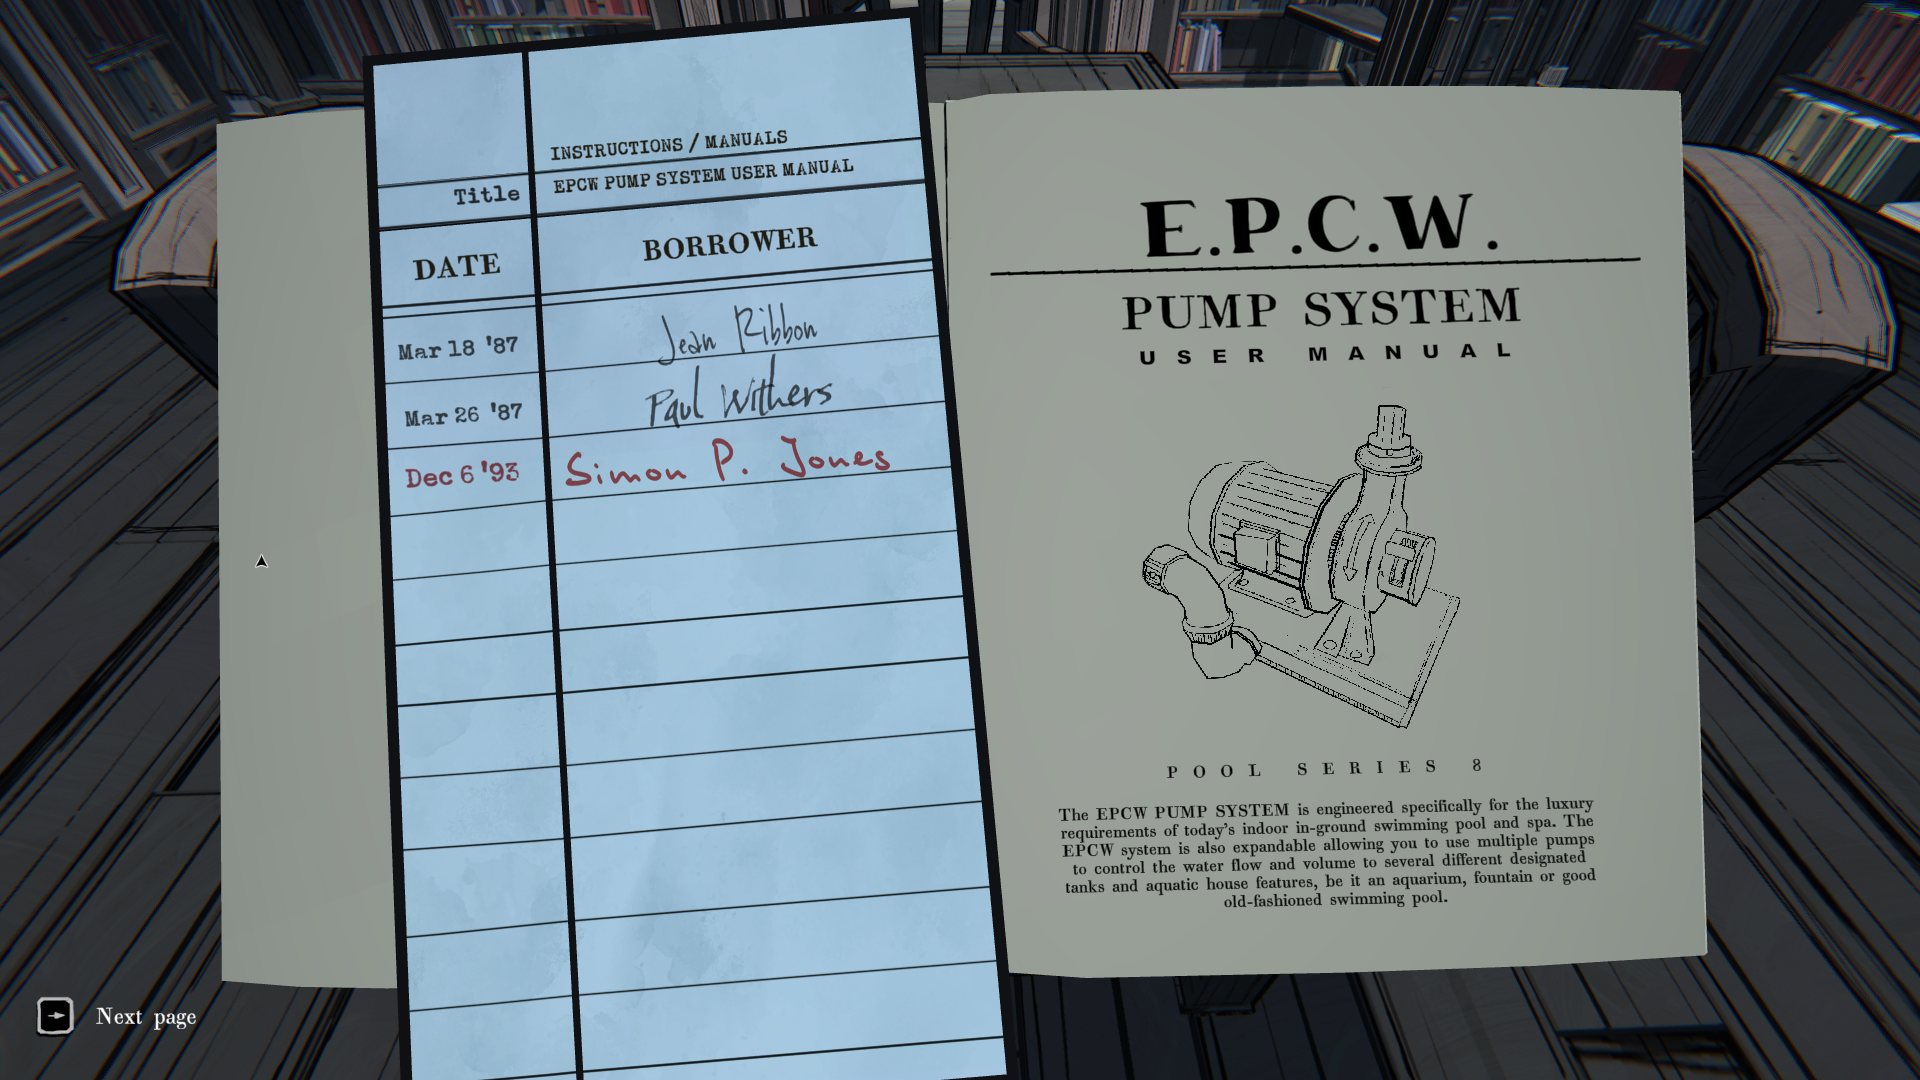 INSTRUCTIONS / MANUALS
Title EPCW PUMP SYSTEM USER MANUAL
DATE BORROWER
Mar 18 '87 Jean Ribbon
Mar 26 '87 Paul Withers
Dec 6 '93 Simon P. Jones
E.P.C.W.
PUMP SYSTEM
USER MANUAL
POOL SERIES 8
The EPCW PUMP SYSTEM is engineered specifically for the luxury
requirements of today's indoor in-ground swimming pool and spa. The
EPCW system is also expandable allowing you to use multiple pumps
to control the water flow and volume to several different designated
tanks and aquatic house features, be it an aquarium, fountain or good
old-fashioned swimming pool.
Next page